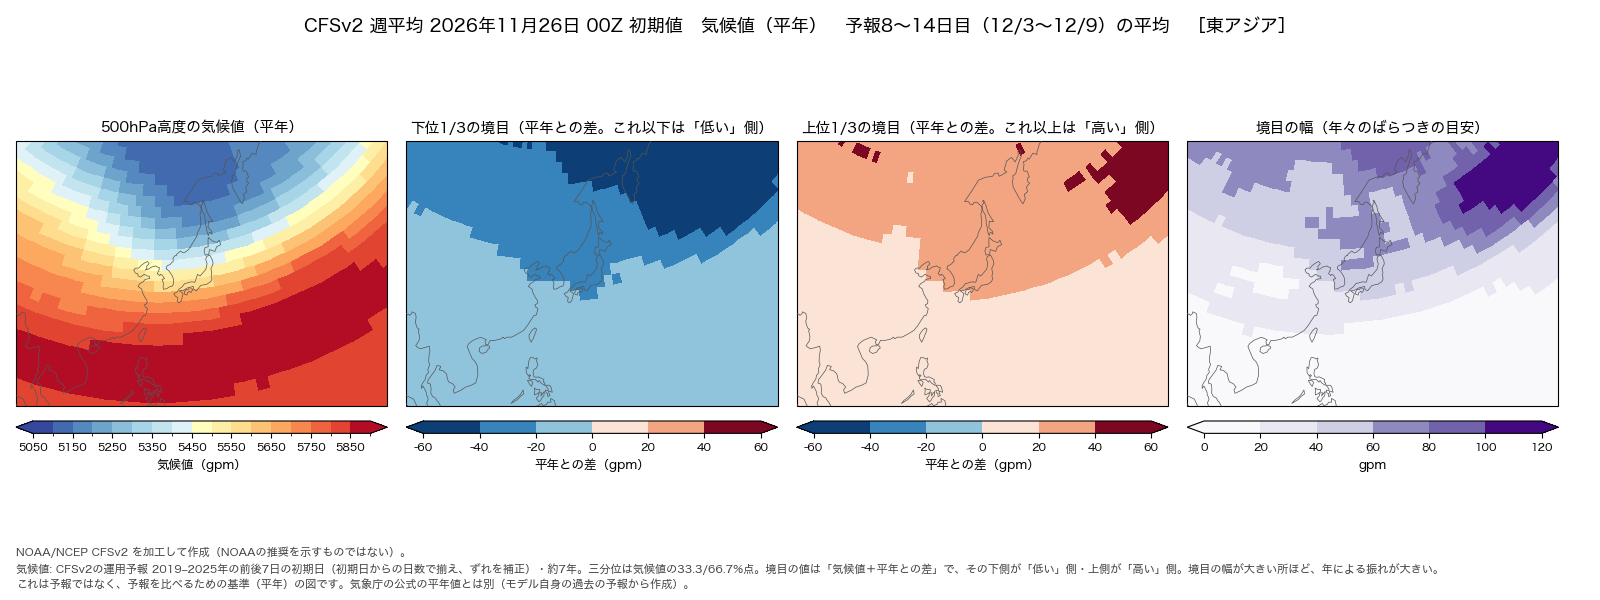 CFSv2 週平均 2026年11月26日 00Z 初期値　気候値（平年）　予報8～14日目（12/3～12/9）の平均　［東アジア］
500hPa高度の気候値（平年）
下位1/3の境目（平年との差。これ以下は「低い」側）
上位1/3の境目（平年との差。これ以上は「高い」側）
境目の幅（年々のばらつきの目安）
5050 5150 5250 5350 5450 5550 5650 5750 5850
気候値（gpm）
-60 -40 -20 0 20 40 60
平年との差（gpm）
-60 -40 -20 0 20 40 60
平年との差（gpm）
0 20 40 60 80 100 120
gpm
NOAA/NCEP CFSv2 を加工して作成（NOAAの推奨を示すものではない）。
気候値: CFSv2の運用予報 2019–2025年の前後7日の初期日（初期日からの日数で揃え、ずれを補正）・約7年。三分位は気候値の33.3/66.7%点。境目の値は「気候値＋平年との差」で、その下側が「低い」側・上側が「高い」側。境目の幅が大きい所ほど、年による振れが大きい。
これは予報ではなく、予報を比べるための基準（平年）の図です。気象庁の公式の平年値とは別（モデル自身の過去の予報から作成）。